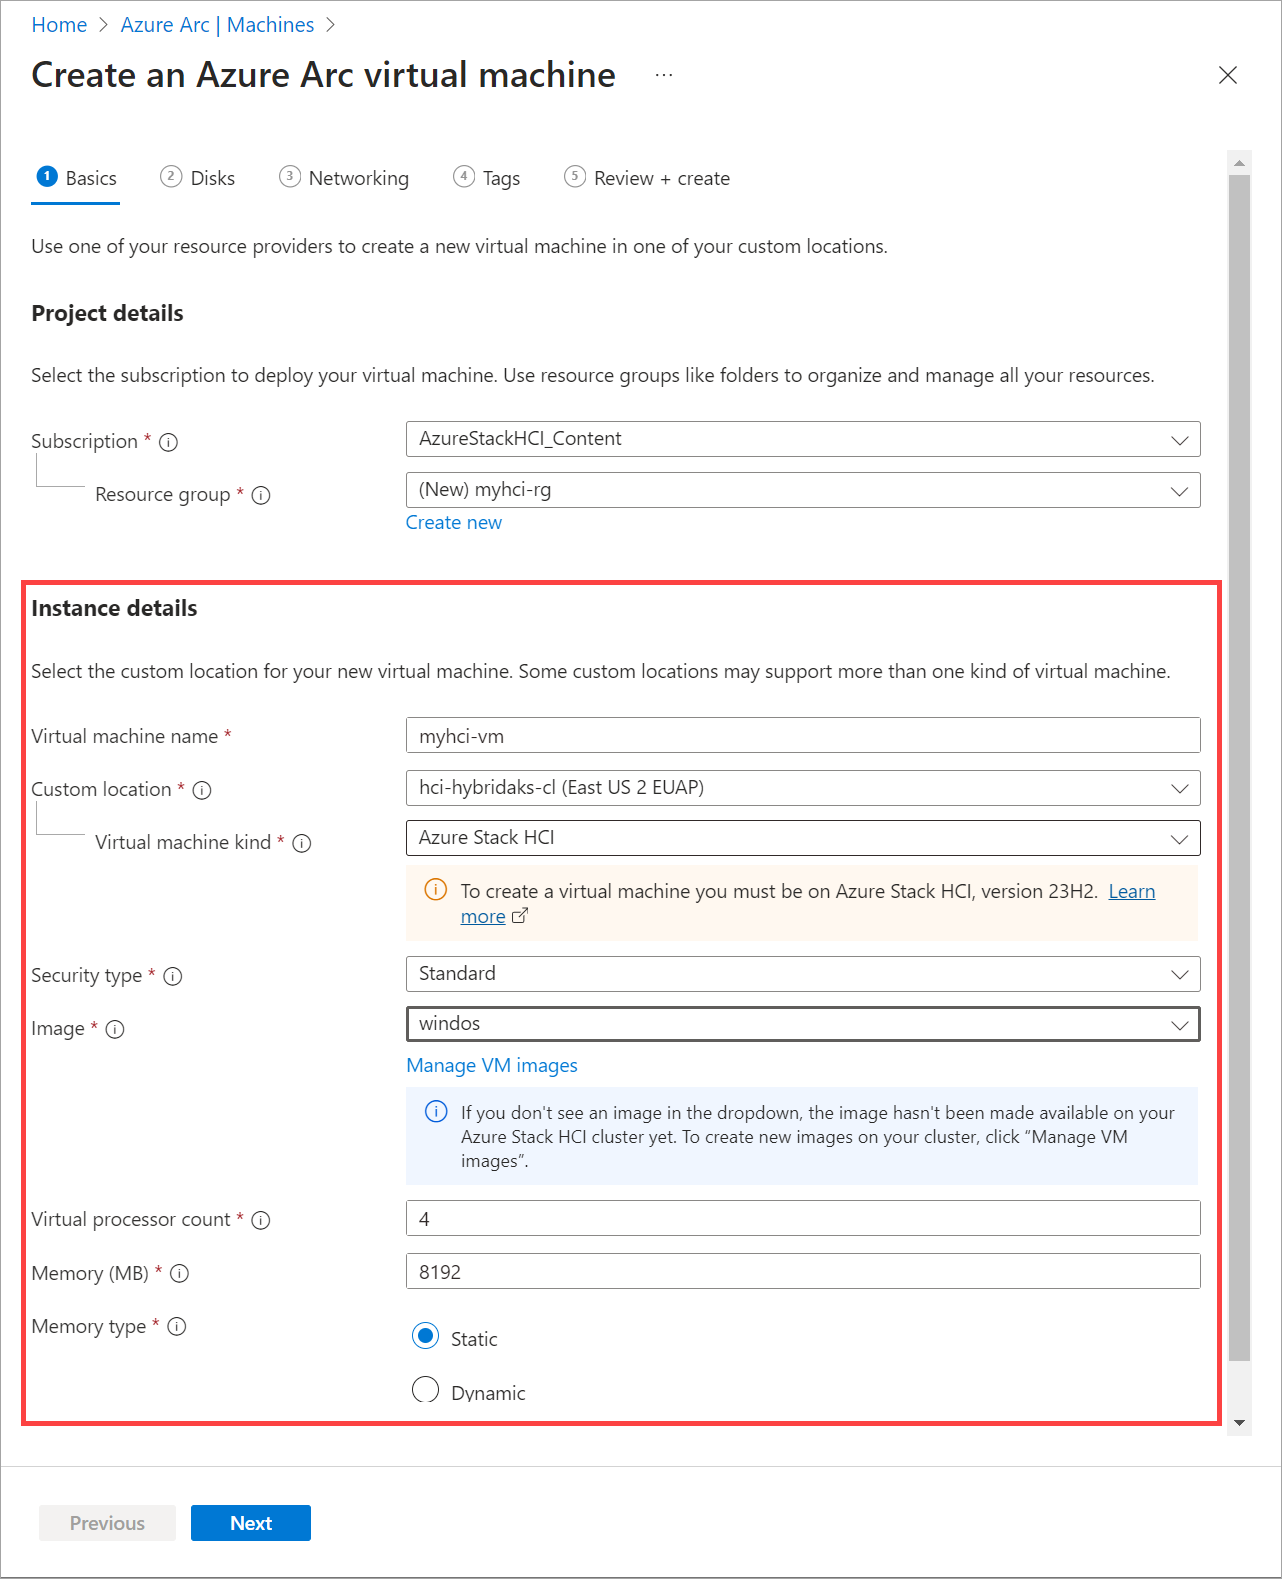 Home > Azure Arc | Machines >
Create an Azure Arc virtual machine ...
1 Basics 2 Disks 3 Networking 4 Tags 5 Review + create
Use one of your resource providers to create a new virtual machine in one of your custom locations.
Project details
Select the subscription to deploy your virtual machine. Use resource groups like folders to organize and manage all your resources.
Subscription * AzureStackHCI_Content
Resource group * (New) myhci-rg
Create new
Instance details
Select the custom location for your new virtual machine. Some custom locations may support more than one kind of virtual machine.
Virtual machine name * myhci-vm
Custom location * hci-hybridaks-cl (East US 2 EUAP)
Virtual machine kind * Azure Stack HCI
To create a virtual machine you must be on Azure Stack HCI, version 23H2. Learn
more
Security type * Standard
Image * windos
Manage VM images
If you don't see an image in the dropdown, the image hasn't been made available on your
Azure Stack HCI cluster yet. To create new images on your cluster, click “Manage VM
images”.
Virtual processor count * 4
Memory (MB) * 8192
Memory type * Static
Dynamic
Previous Next